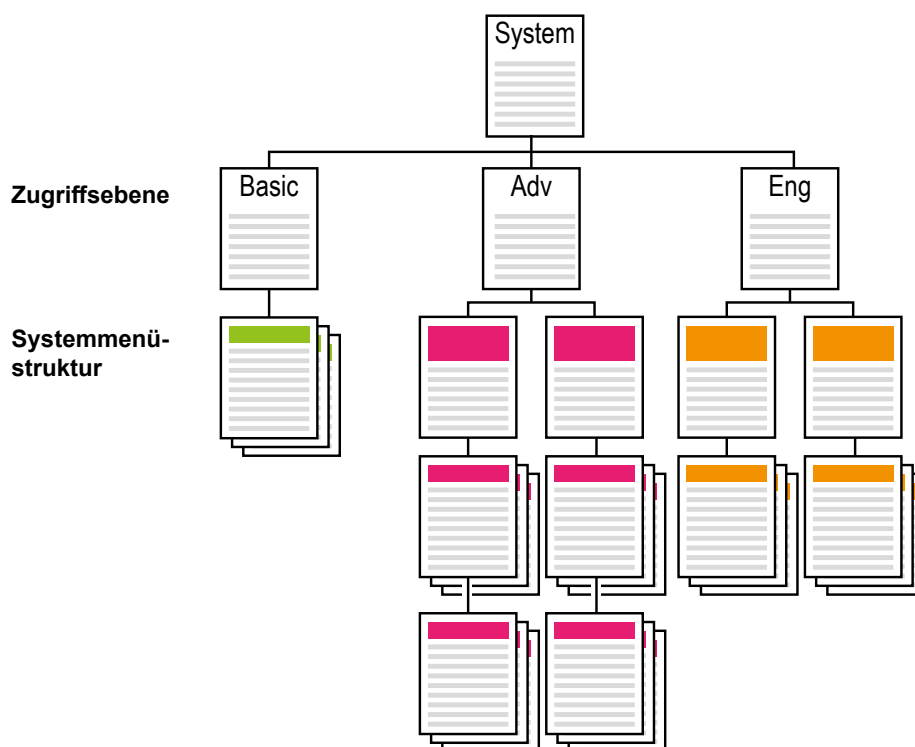 System
Zugriffsebene
Basic
Adv
Eng
Systemmenü-
struktur